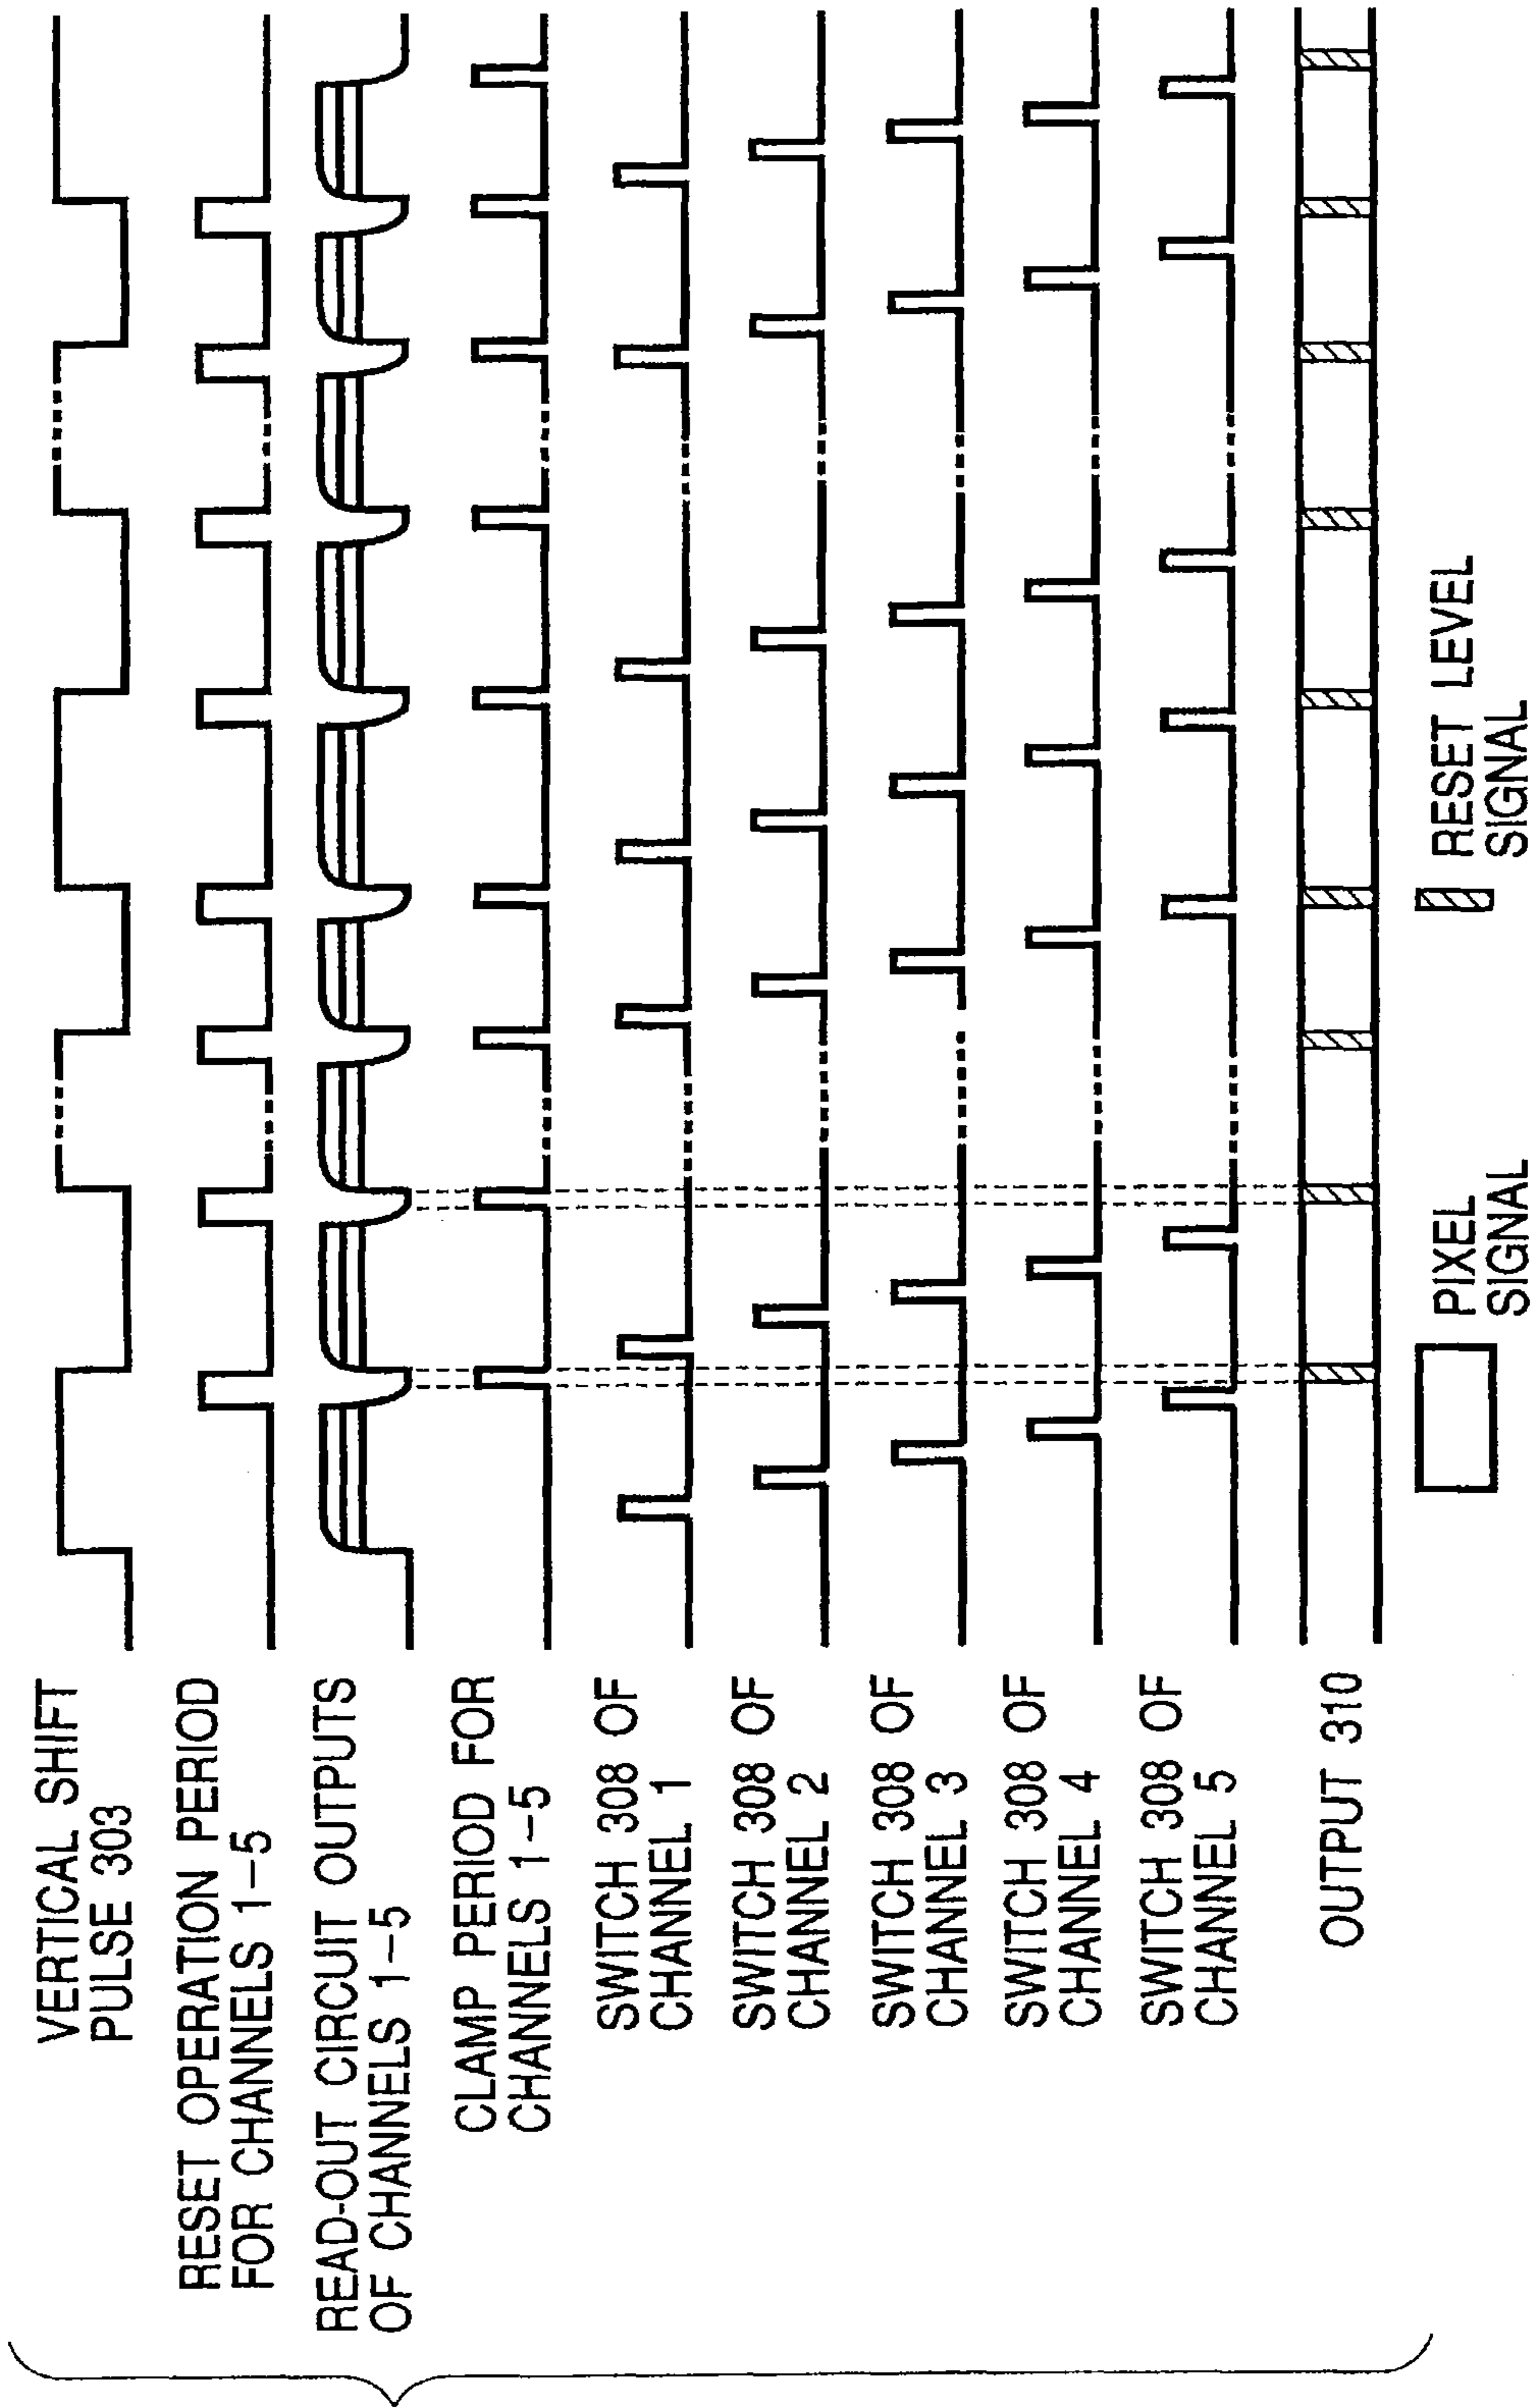 VERTICAL SHIFT
PULSE 303
RESET OPERATION PERIOD
FOR CHANNELS 1–5
READ-OUT CIRCUIT OUTPUTS
OF CHANNELS 1–5
CLAMP PERIOD FOR
CHANNELS 1–5
SWITCH 308 OF
CHANNEL 1
SWITCH 308 OF
CHANNEL 2
SWITCH 308 OF
CHANNEL 3
SWITCH 308 OF
CHANNEL 4
SWITCH 308 OF
CHANNEL 5
OUTPUT 310
PIXEL
SIGNAL
RESET LEVEL
SIGNAL